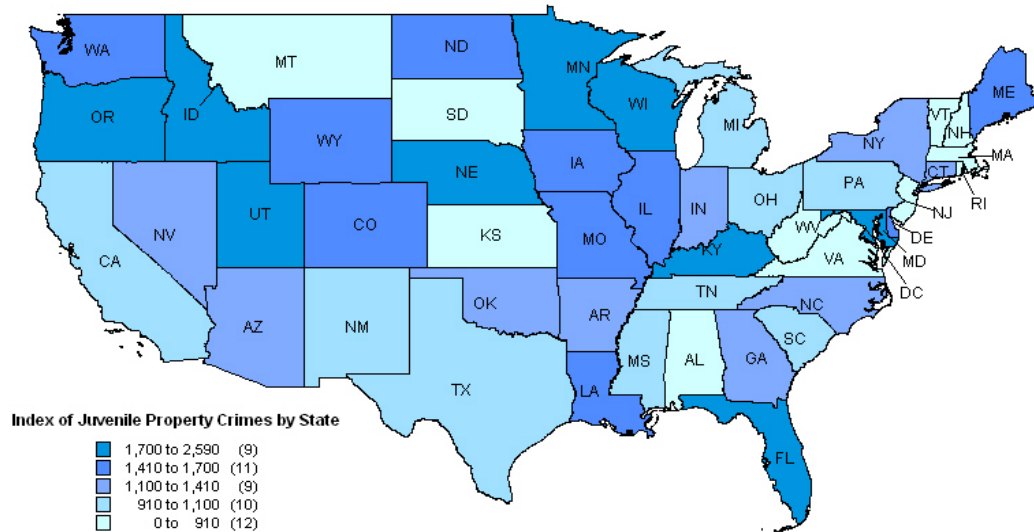 WA
MT
ND
MN
ME
OR
ID
SD
WI
VT
NH
WY
MI
NY
MA
IA
CT
NE
PA
RI
NV
UT
CO
IL
IN
OH
NJ
KS
MO
WV
DE
CA
KY
VA
MD
DC
OK
TN
NC
AZ
NM
AR
SC
MS
AL
GA
TX
LA
FL
Index of Juvenile Property Crimes by State
1,700 to 2,590 (9)
1,410 to 1,700 (11)
1,100 to 1,410 (9)
910 to 1,100 (10)
0 to 910 (12)